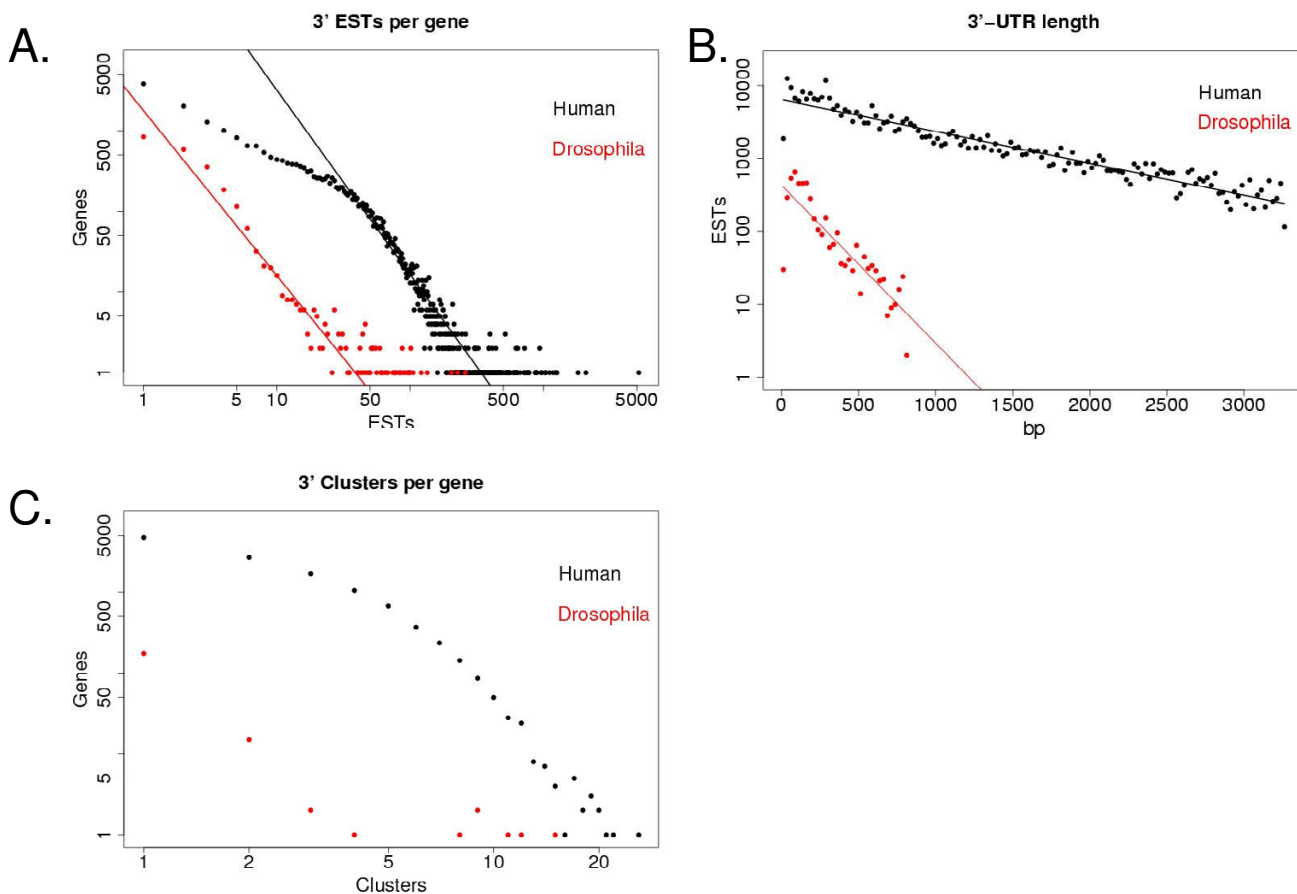 A.
3' ESTs per gene
Genes
5000
500
50
5
1
Human
Drosophila
1
5
10
50
500
5000
ESTs
B.
3'−UTR length
ESTs
10000
1000
100
10
1
Human
Drosophila
0
500
1000
1500
2000
2500
3000
bp
C.
3' Clusters per gene
Genes
5000
500
50
5
1
Human
Drosophila
1
2
5
10
20
Clusters